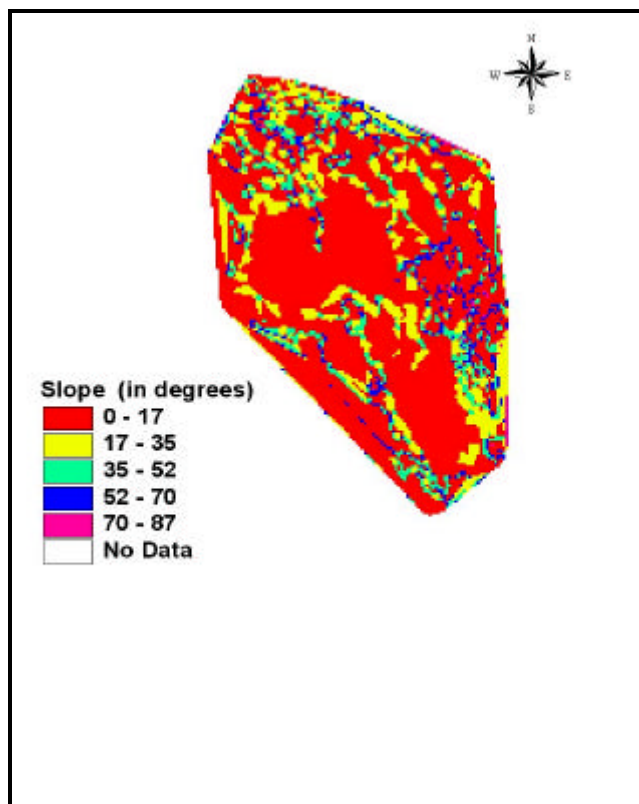 N
W E
S
Slope (in degrees)
0 - 17
17 - 35
35 - 52
52 - 70
70 - 87
No Data